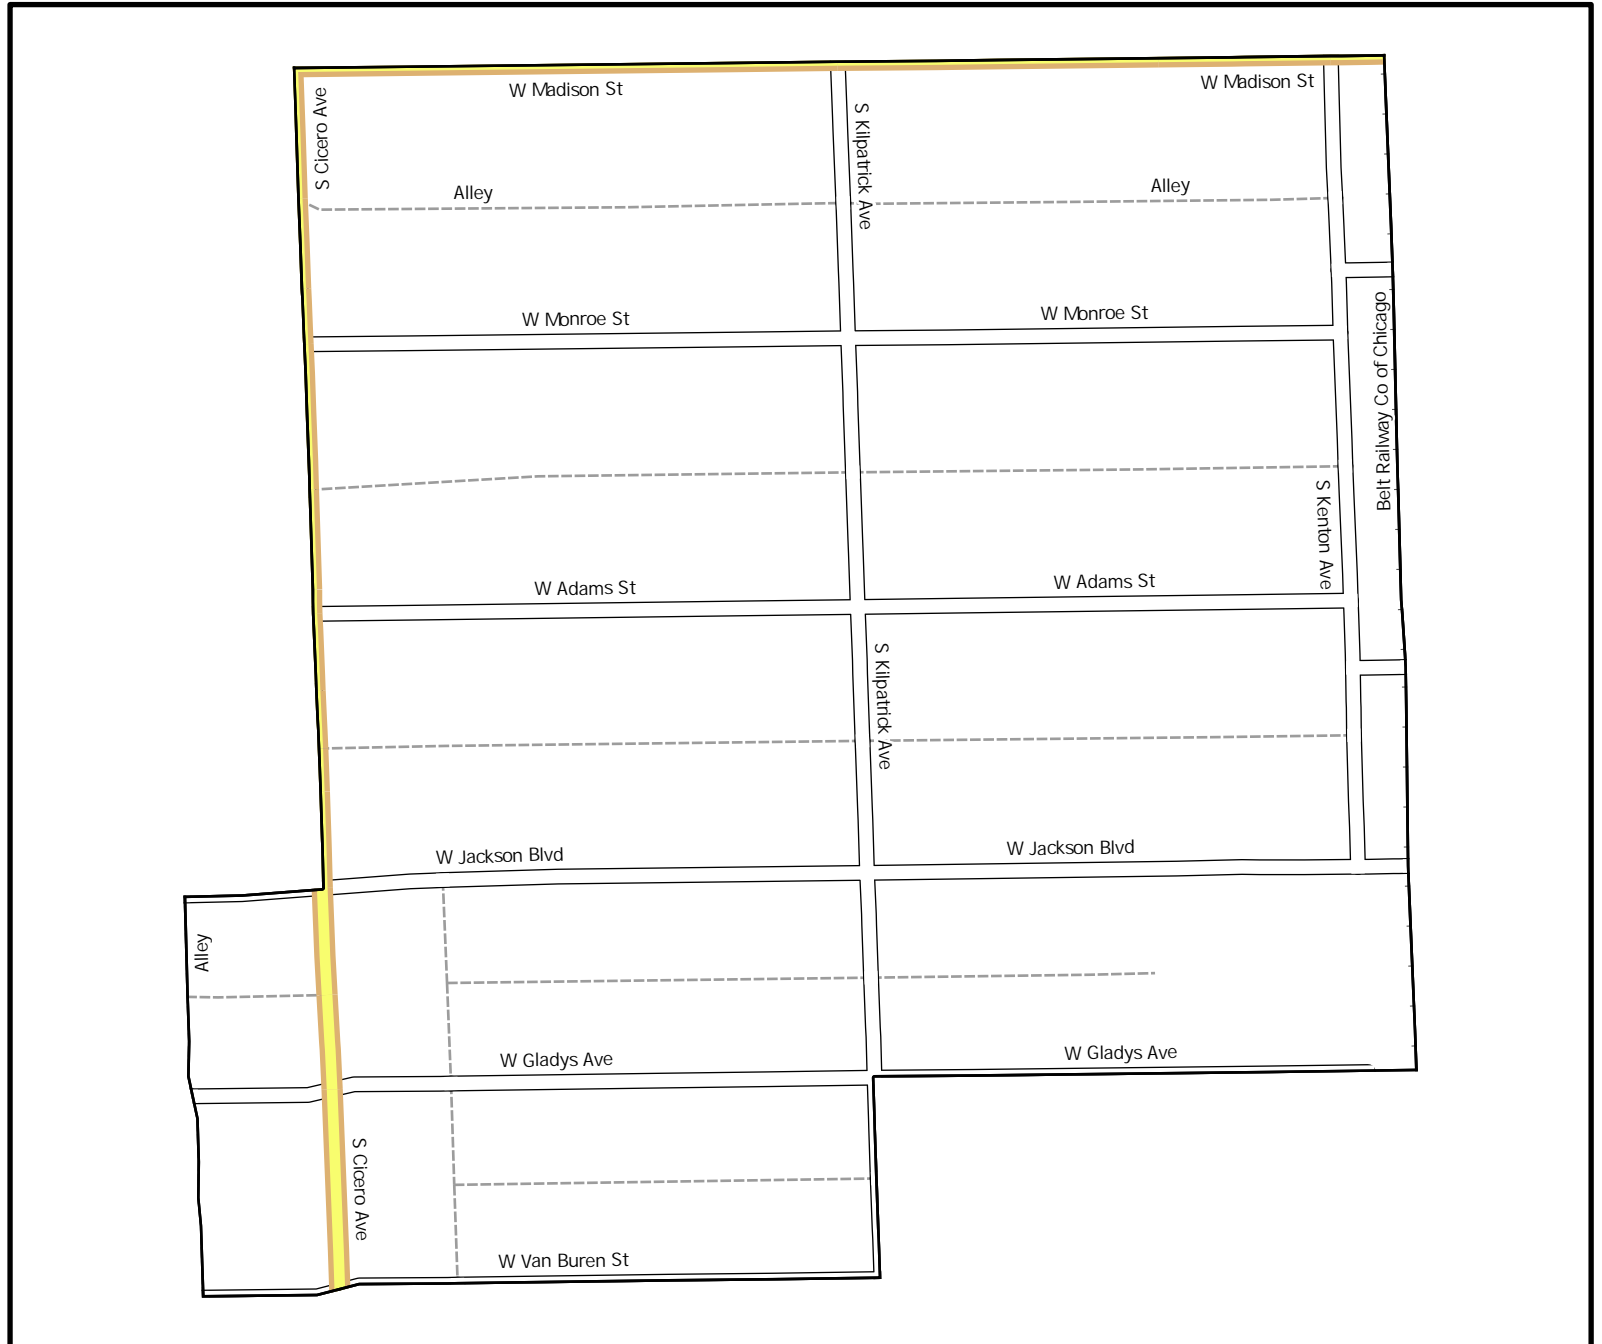 W Madison St
W Madison St
S Cicero Ave
S Kilpatrick Ave
Alley
Alley
W Monroe St
W Monroe St
Belt Railway Co of Chicago
S Kenton Ave
W Adams St
W Adams St
S Kilpatrick Ave
W Jackson Blvd
W Jackson Blvd
Alley
W Gladys Ave
W Gladys Ave
S Cicero Ave
W Van Buren St